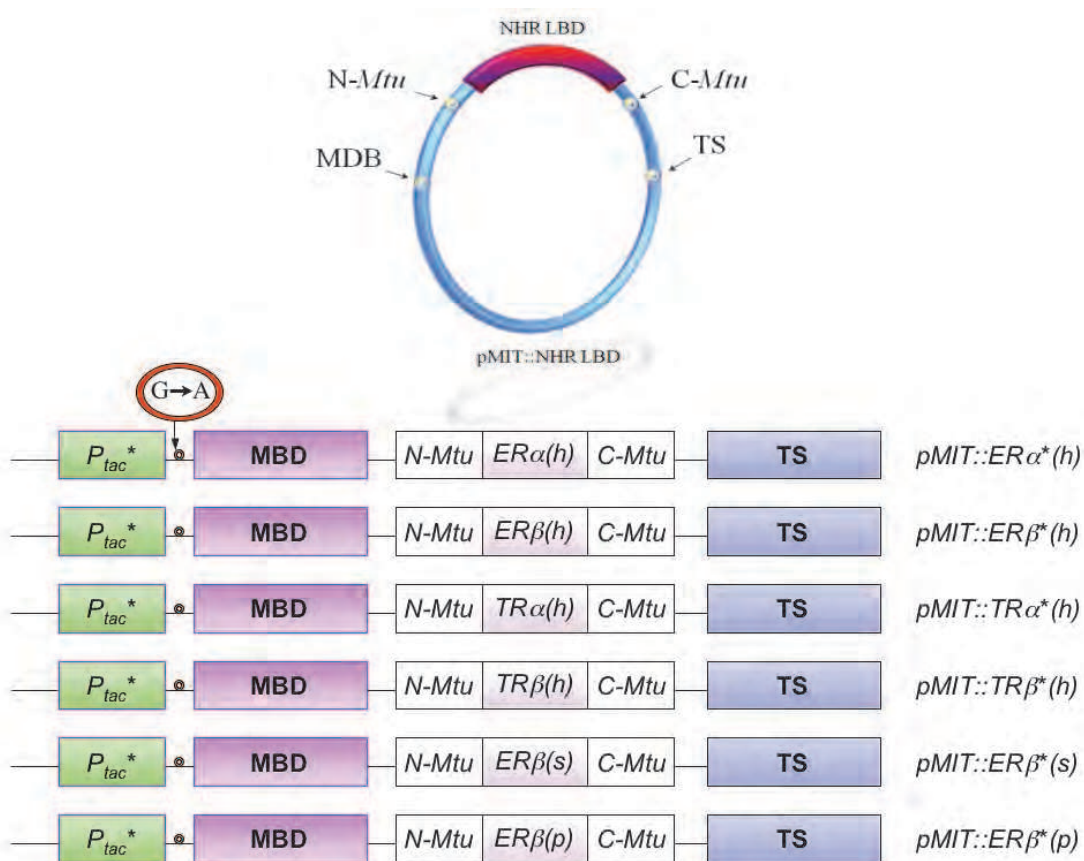 NHR LBD
N-Mtu C-Mtu
MDB TS
pMIT::NHR LBD
G→A
Ptac* MBD N-Mtu ERα(h) C-Mtu TS pMIT::ERα*(h)
Ptac* MBD N-Mtu ERβ(h) C-Mtu TS pMIT::ERβ*(h)
Ptac* MBD N-Mtu TRα(h) C-Mtu TS pMIT::TRα*(h)
Ptac* MBD N-Mtu TRβ(h) C-Mtu TS pMIT::TRβ*(h)
Ptac* MBD N-Mtu ERβ(s) C-Mtu TS pMIT::ERβ*(s)
Ptac* MBD N-Mtu ERβ(p) C-Mtu TS pMIT::ERβ*(p)